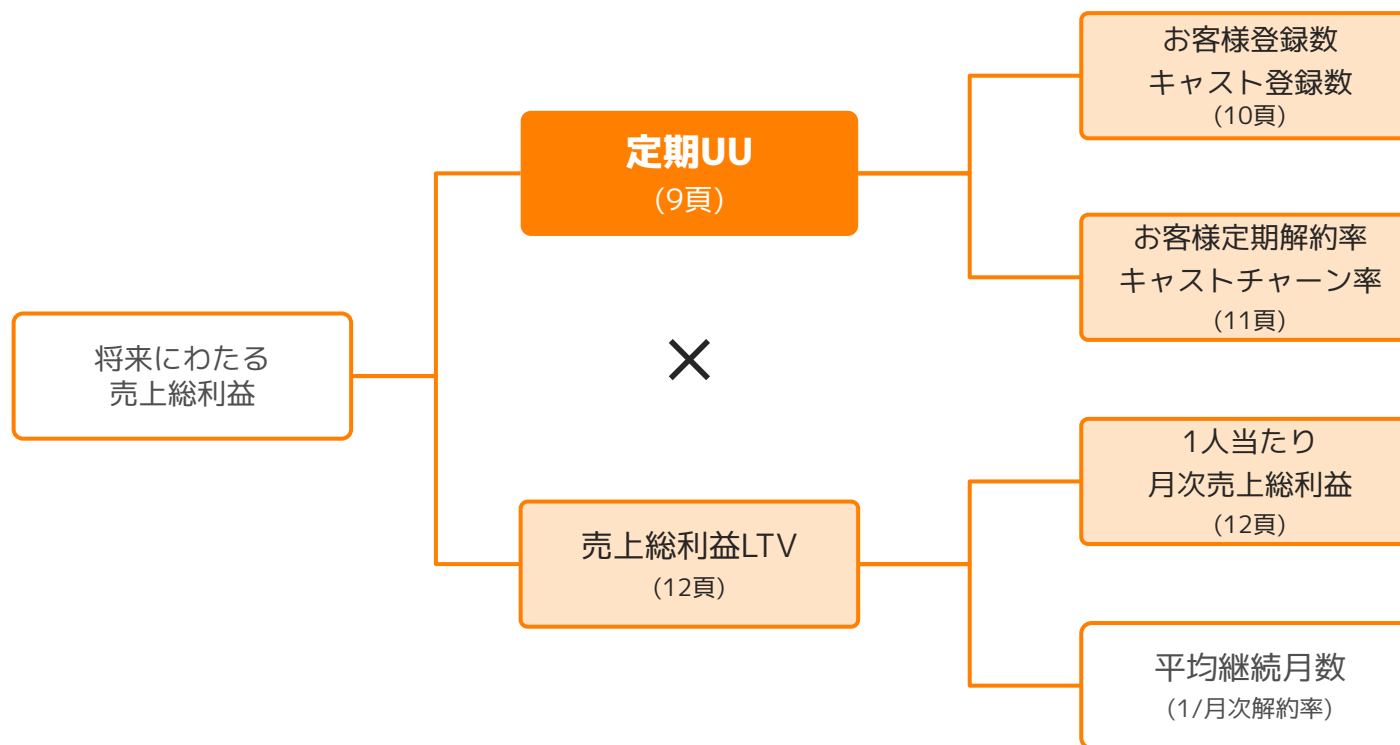 お客様登録数
キャスト登録数
(10頁)
定期UU
(9頁)
お客様定期解約率
キャストチャーン率
(11頁)
将来にわたる
売上総利益
×
1人当たり
月次売上総利益
(12頁)
売上総利益LTV
(12頁)
平均継続月数
(1/月次解約率)